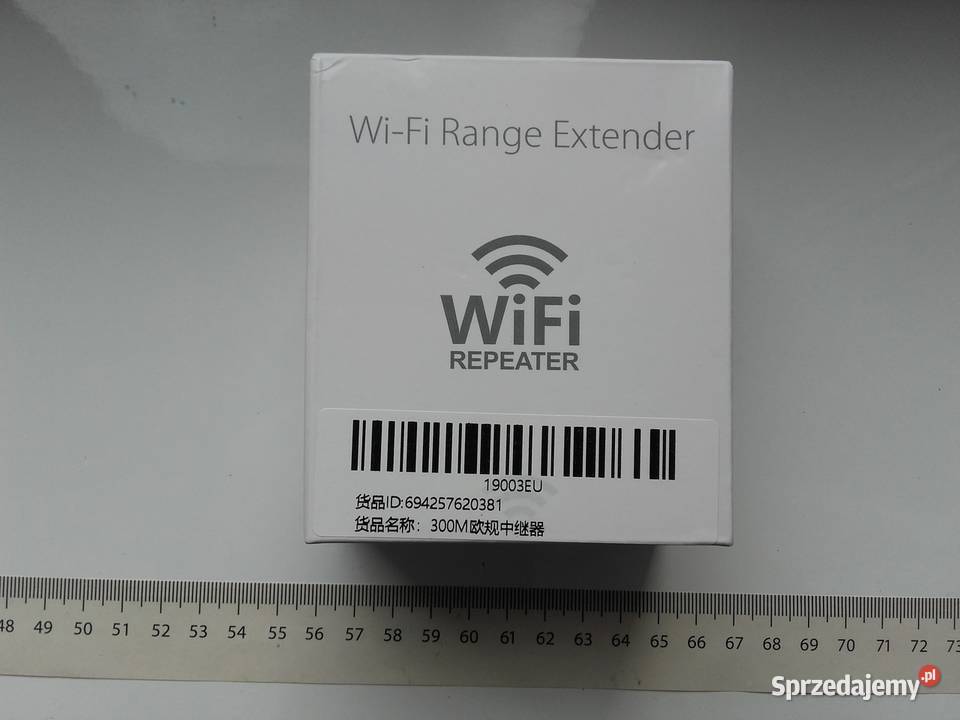 Wi-Fi Range Extender
WiFi
REPEATER
19003EU
货品ID:694257620381
货品名称：300M欧规中继器
48 49 50 51 52 53 54 55 56 57 58 59 60 61 62 63 64 65 66 67 68 69 70 71 72 73
Sprzedajemy.pl